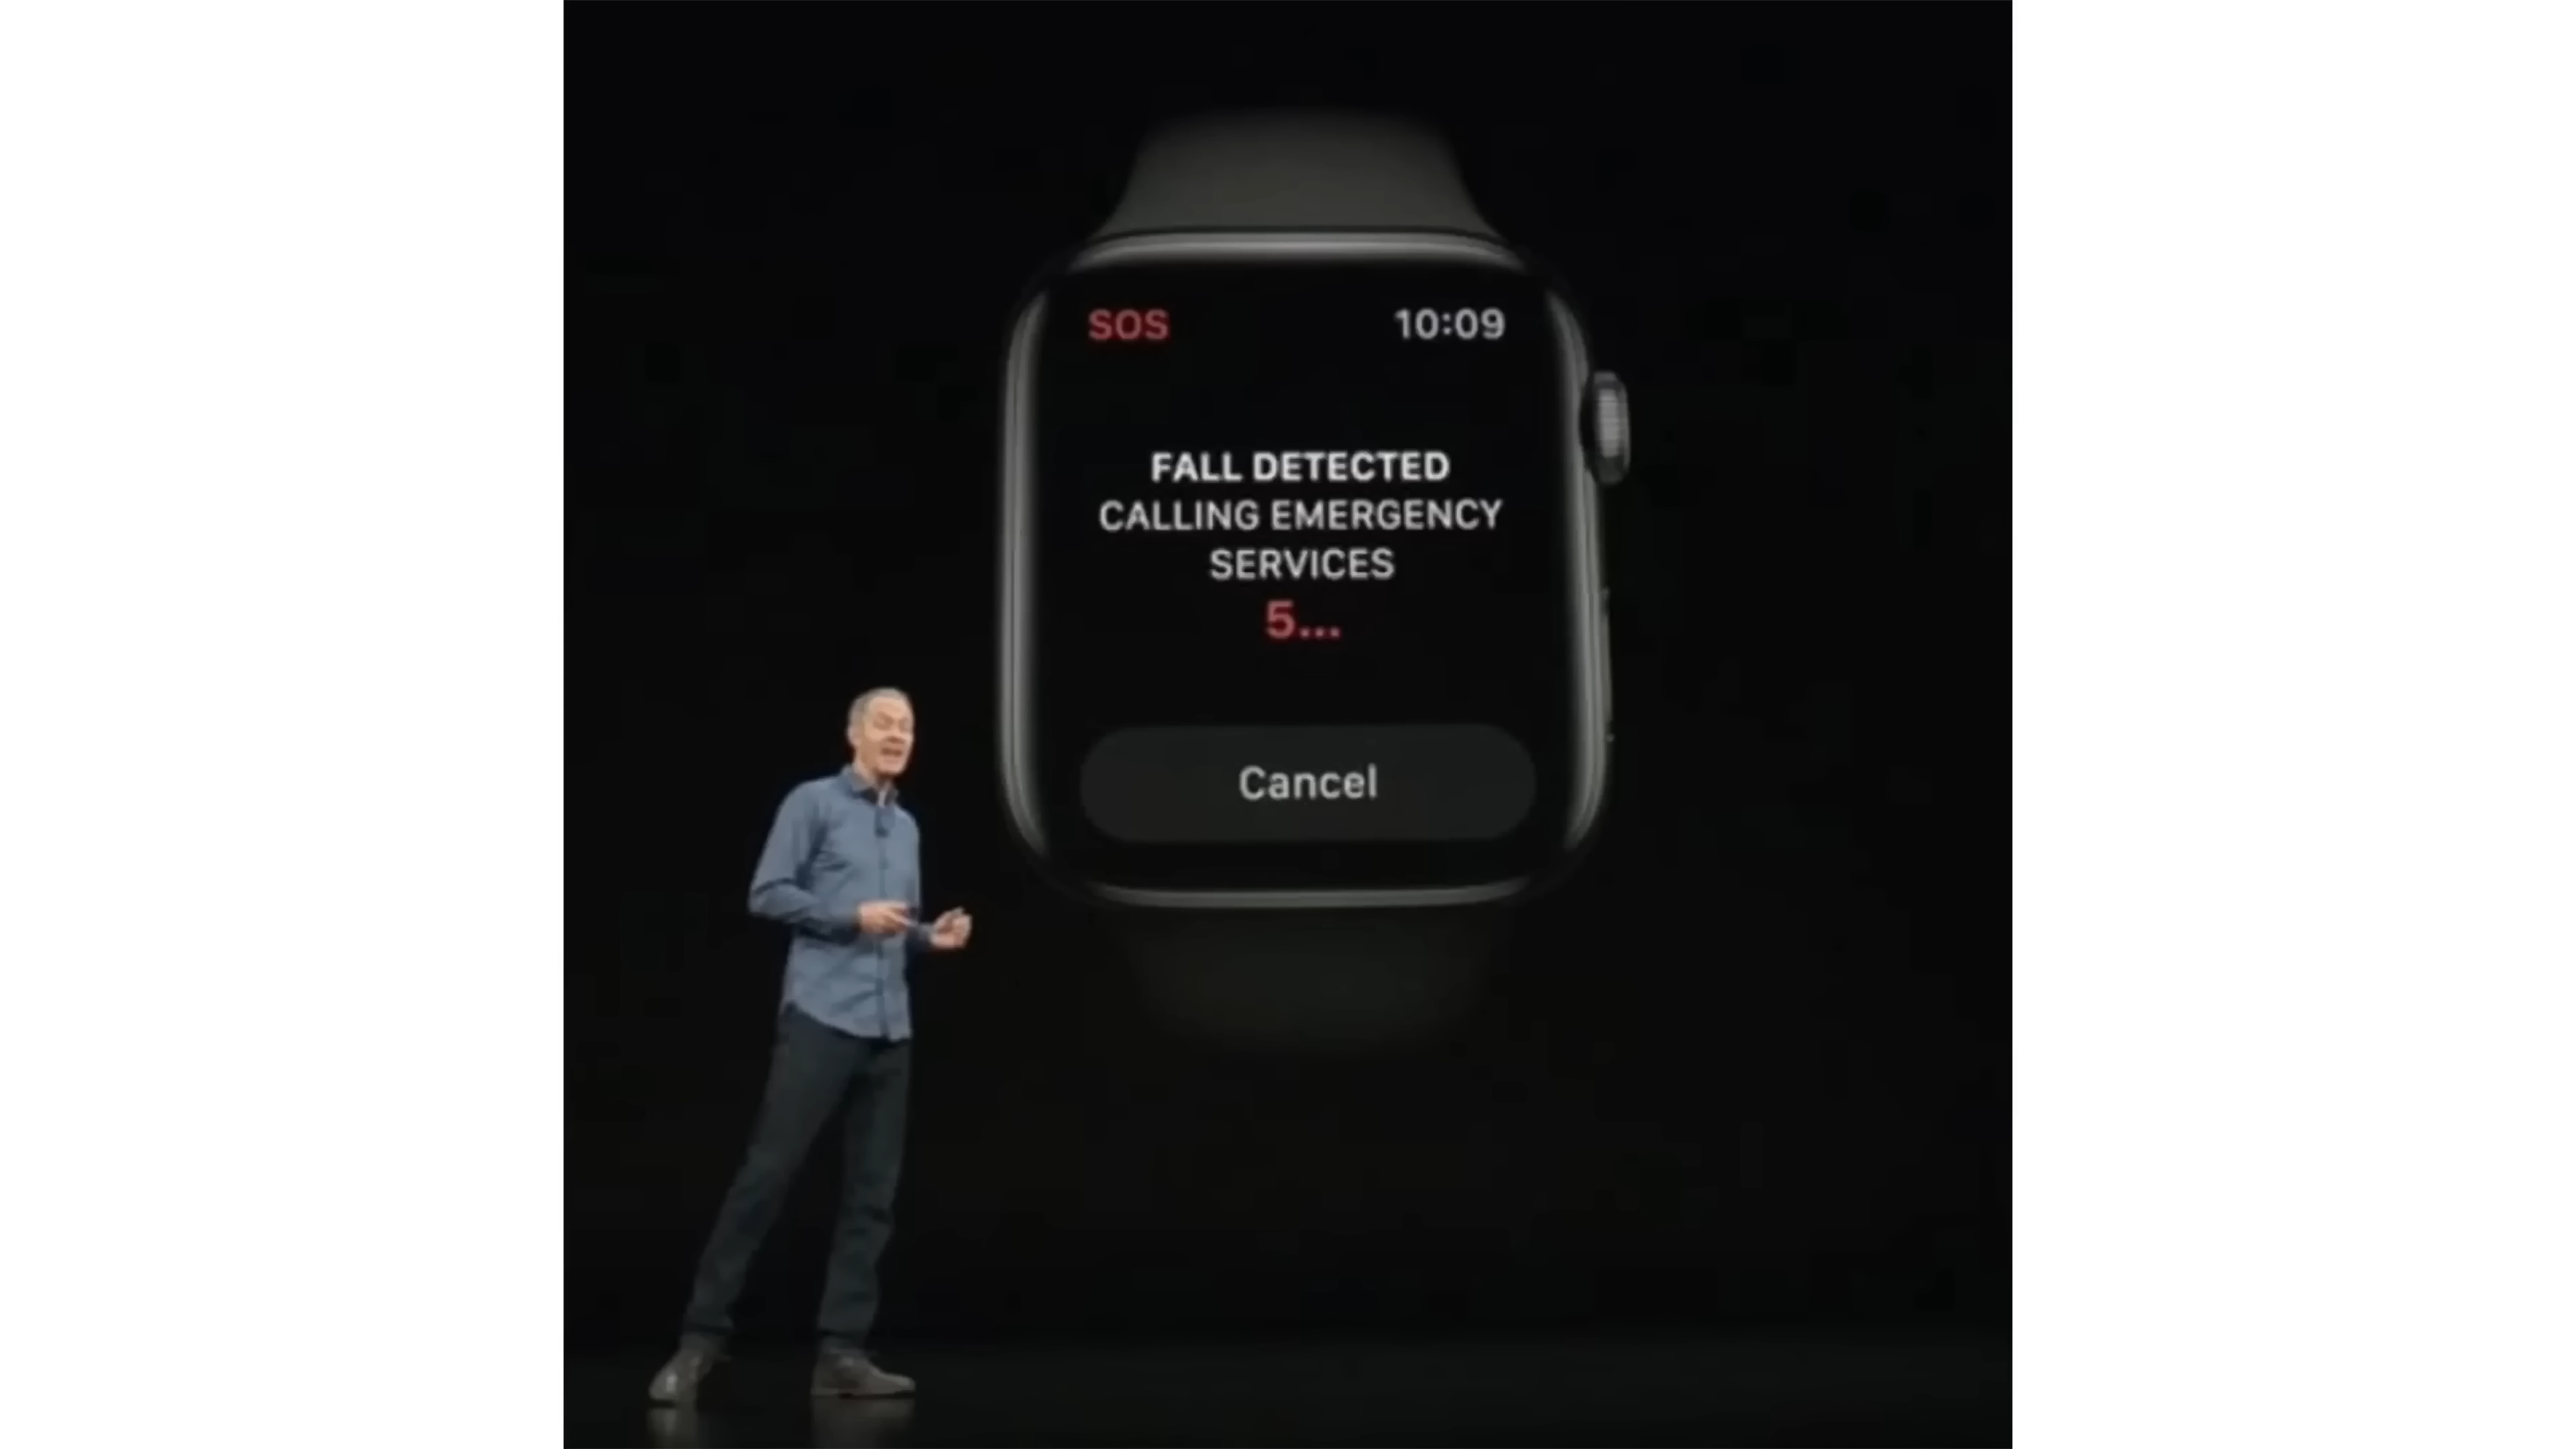 SOS 10:09
FALL DETECTED
CALLING EMERGENCY
SERVICES
5...
Cancel